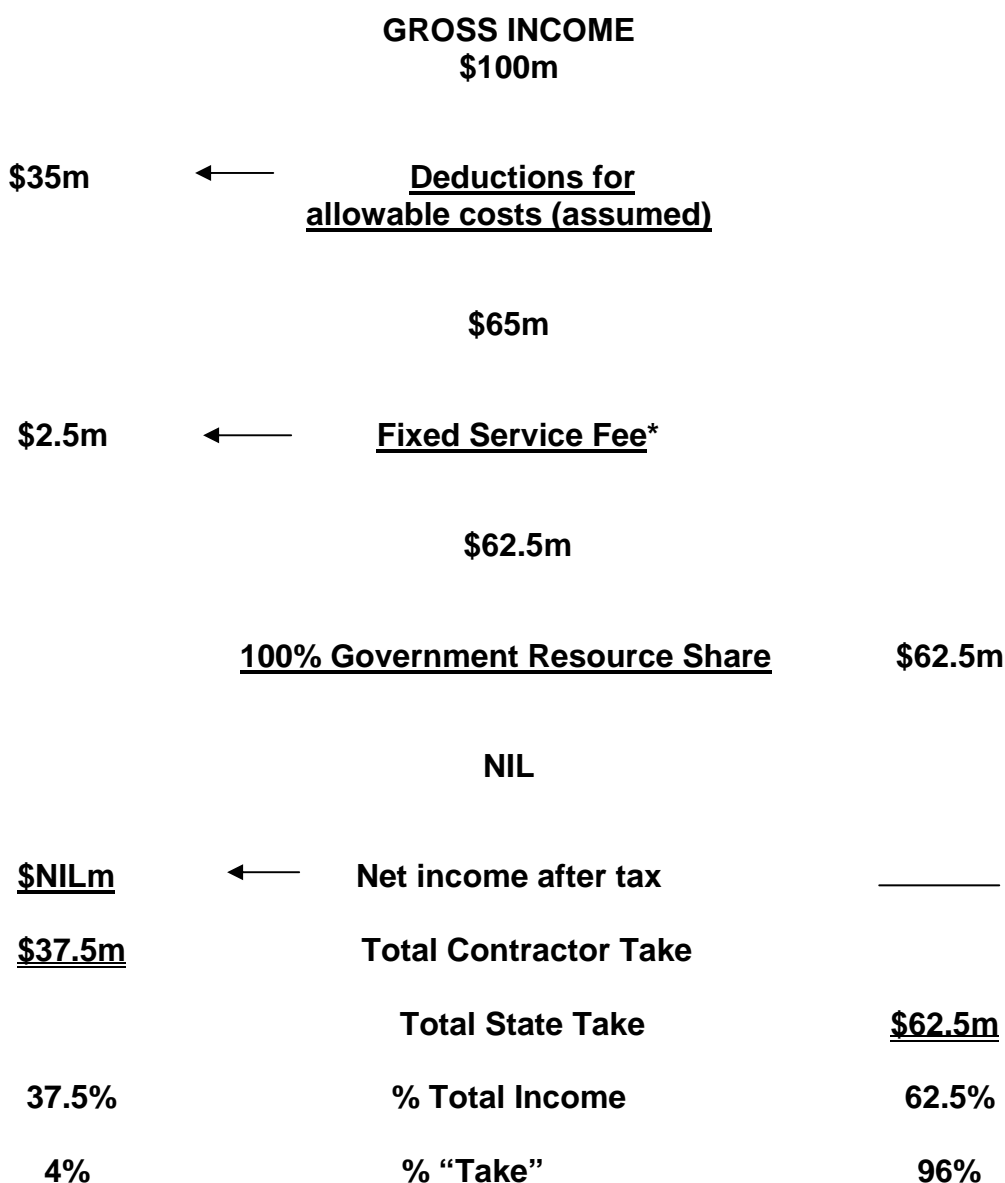 GROSS INCOME
$100m
$35m Deductions for
allowable costs (assumed)
$65m
$2.5m Fixed Service Fee*
$62.5m
100% Government Resource Share $62.5m
NIL
$NILm Net income after tax
$37.5m Total Contractor Take
Total State Take $62.5m
37.5% % Total Income 62.5%
4% % “Take” 96%